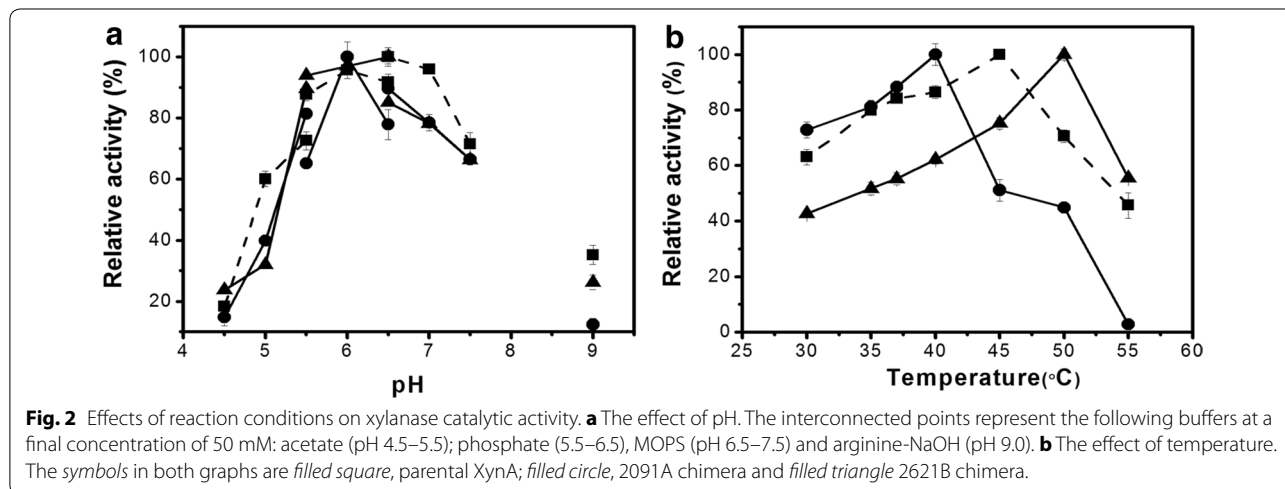 a
Relative activity (%)
100
80
60
40
20
4
5
6
7
8
9
pH
b
Relative activity (%)
100
80
60
40
20
0
25
30
35
40
45
50
55
60
Temperature(°C)
Fig. 2 Effects of reaction conditions on xylanase catalytic activity. a The effect of pH. The interconnected points represent the following buffers at a
final concentration of 50 mM: acetate (pH 4.5–5.5); phosphate (5.5–6.5), MOPS (pH 6.5–7.5) and arginine-NaOH (pH 9.0). b The effect of temperature.
The symbols in both graphs are filled square, parental XynA; filled circle, 2091A chimera and filled triangle 2621B chimera.